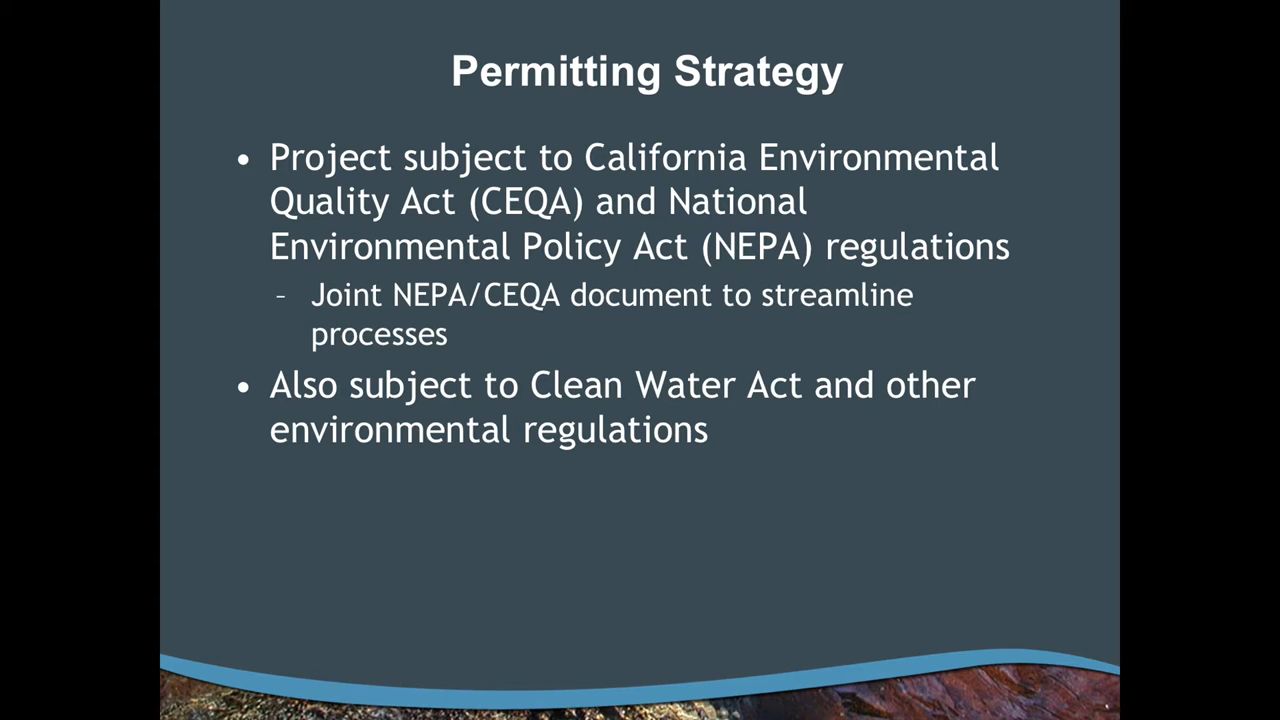 Permitting Strategy
• Project subject to California Environmental
Quality Act (CEQA) and National
Environmental Policy Act (NEPA) regulations
– Joint NEPA/CEQA document to streamline
processes
• Also subject to Clean Water Act and other
environmental regulations